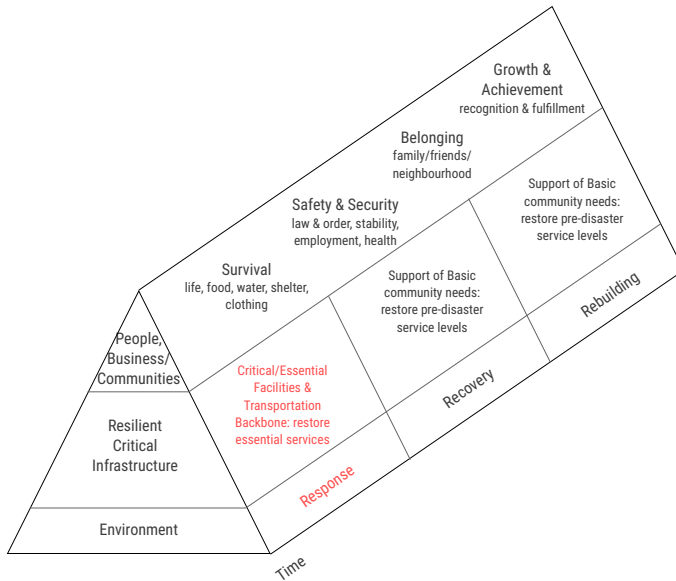 Growth &
Achievement
recognition & fulfillment
Belonging
family/friends/
neighbourhood
Safety & Security
law & order, stability,
employment, health
Survival
life, food, water, shelter,
clothing
Support of Basic
community needs:
restore pre-disaster
service levels
Support of Basic
community needs:
restore pre-disaster
service levels
Critical/Essential
Facilities &
Transportation
Backbone: restore
essential services
People,
Business/
Communities
Resilient
Critical
Infrastructure
Environment
Response
Recovery
Rebuilding
Time